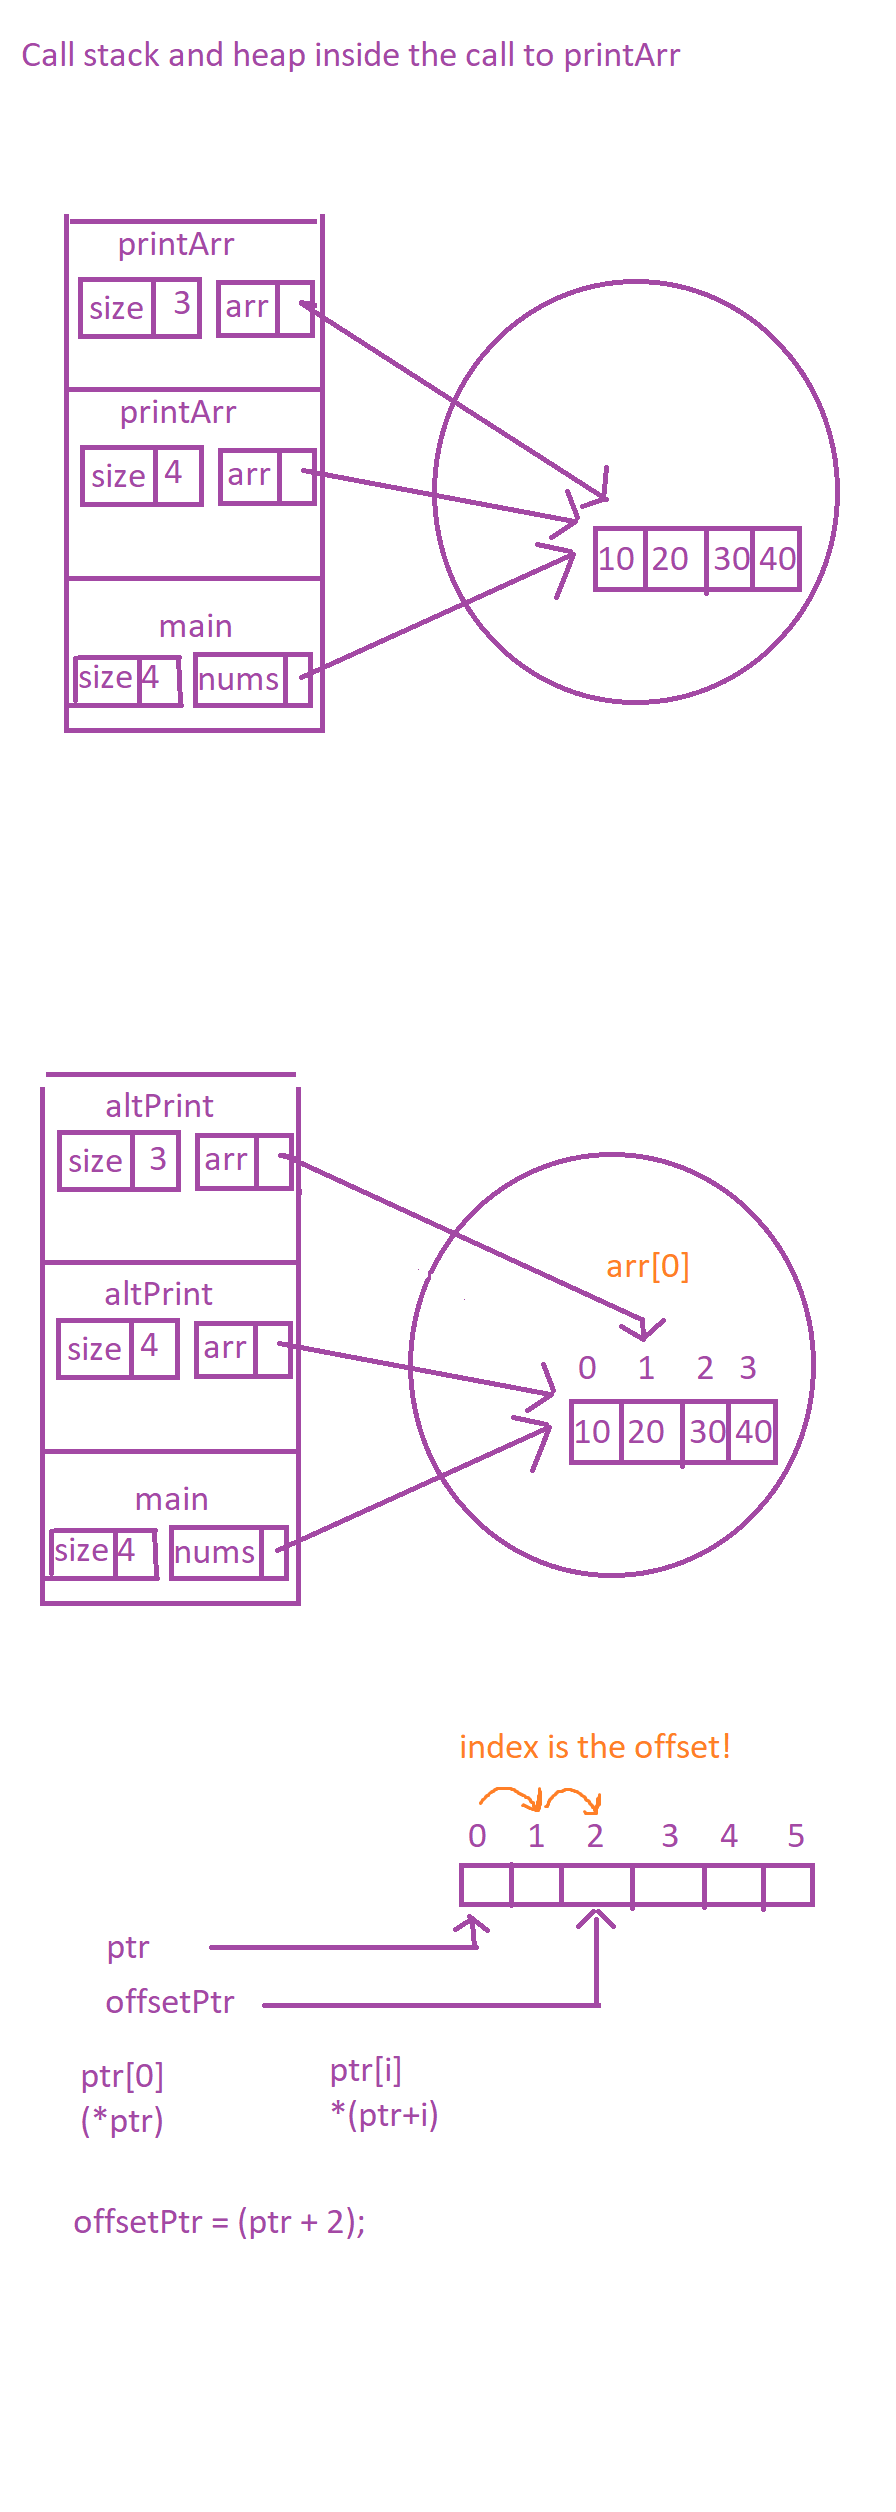 Call stack and heap inside the call to printArr
printArr
size 3 arr
printArr
size 4 arr
10 20 30 40
main
size 4 nums
altPrint
size 3 arr
arr[0]
altPrint
size 4 arr
0 1 2 3
10 20 30 40
main
size 4 nums
index is the offset!
0 1 2 3 4 5
ptr
offsetPtr
ptr[0] ptr[i]
(*ptr) *(ptr+i)
offsetPtr = (ptr + 2);